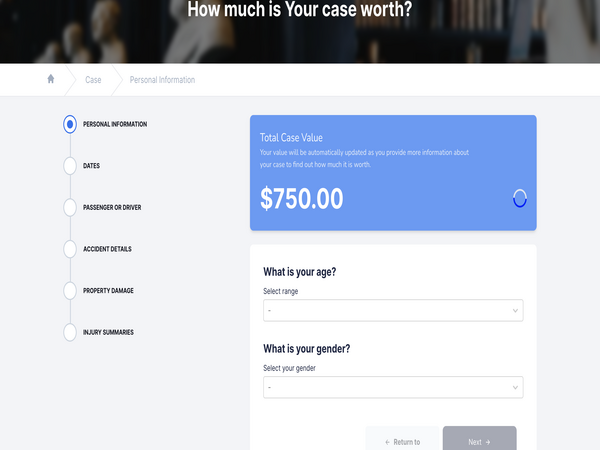 How much is Your case worth?
Case
Personal Information
PERSONAL INFORMATION
DATES
PASSENGER OR DRIVER
ACCIDENT DETAILS
PROPERTY DAMAGE
INJURY SUMMARIES
Total Case Value
Your value will be automatically updated as you provide more information about
your case to find out how much it is worth.
$750.00
What is your age?
Select range
-
What is your gender?
Select your gender
-
← Return to
Next →